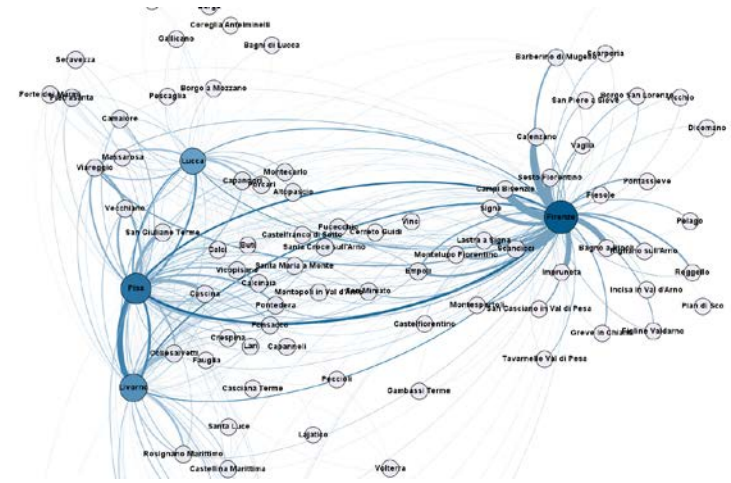 Coreglia Antelminelli
Gallicano
Bagni di Lucca
Seravezza
Barberino di Mugello
Scarperia
Borgo a Mozzano
Pescaglia
San Piero a Sieve
Borgo San Lorenzo
Vicchio
Camaiore
Dicomano
Calenzano
Vaglia
Massarosa
Lucca
Viareggio
Montecarlo
Capannori
Porcari
Altopascio
Sesto Fiorentino
Campi Bisenzio
Pontassieve
Fiesole
Vecchiano
Signa
Firenze
Pelago
Vinci
Fucecchio
San Giuliano Terme
Castelfranco di Sotto
Cerreto Guidi
Calci
Buti
Santa Croce sull'Arno
Lastra a Signa
Scandicci
Montelupo Fiorentino
Vicopisano
Santa Maria a Monte
Empoli
Impruneta
Reggello
Calcinaia
Pisa
Cascina
Montopoli in Val d'Arno
San Miniato
Incisa in Val d'Arno
Pontedera
Montespertoli
San Casciano in Val di Pesa
Pian di Sco
Ponsacco
Castelfiorentino
Greve in Chianti
Figline Valdarno
Crespina
Lari
Capannoli
Collesalvetti
Fauglia
Tavarnelle Val di Pesa
Peccioli
Livorno
Casciana Terme
Gambassi Terme
Santa Luce
Lajatico
Rosignano Marittimo
Castellina Marittima
Volterra